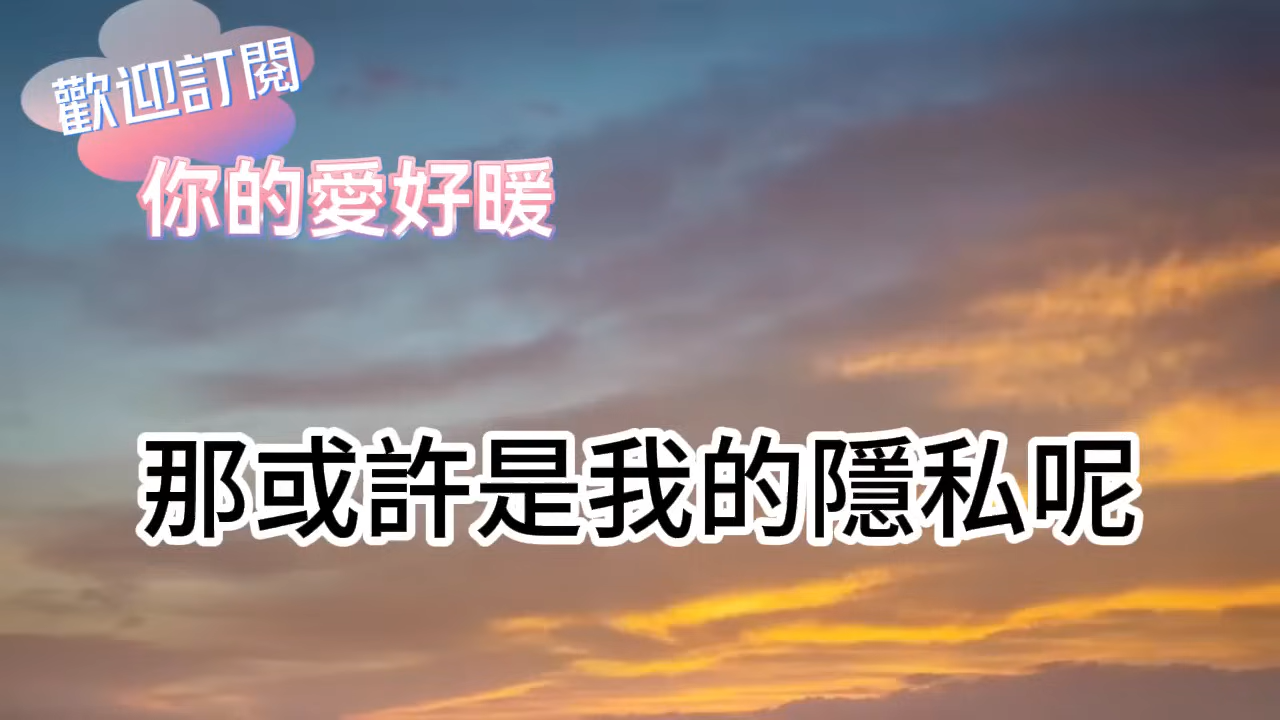 歡迎訂閱
你的愛好暖
那或許是我的隱私呢